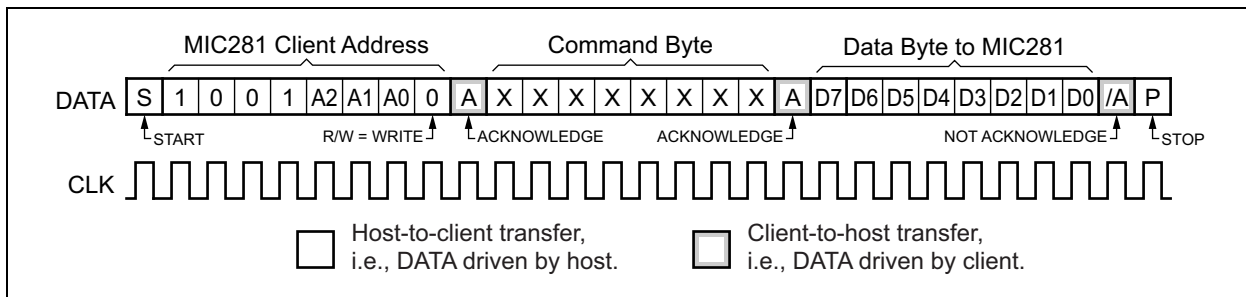 MIC281 Client Address Command Byte Data Byte to MIC281
DATA S 1 0 0 1 A2 A1 A0 0 A X X X X X X X X A D7 D6 D5 D4 D3 D2 D1 D0 /A P
START R/W = WRITE ACKNOWLEDGE ACKNOWLEDGE NOT ACKNOWLEDGE STOP
CLK
Host-to-client transfer, Client-to-host transfer,
i.e., DATA driven by host. i.e., DATA driven by client.